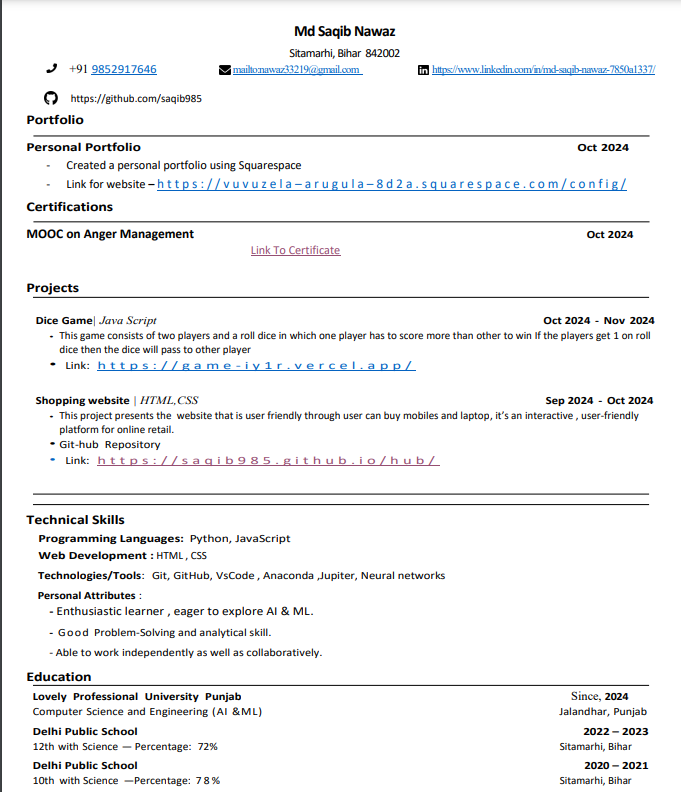 Md Saqib Nawaz
Sitamarhi, Bihar 842002
+91 9852917646 mailto:nawaz33219@gmail.com https://www.linkedin.com/in/md-saqib-nawaz-7850a1337/
https://github.com/saqib985
Portfolio
Personal Portfolio Oct 2024
- Created a personal portfolio using Squarespace
- Link for website – https://vuvuzela–arugula–8d2a.squarespace.com/config/
Certifications
MOOC on Anger Management Oct 2024
Link To Certificate
Projects
Dice Game| Java Script Oct 2024 - Nov 2024
- This game consists of two players and a roll dice in which one player has to score more than other to win If the players get 1 on roll
dice then the dice will pass to other player
• Link: https://game-iy1r.vercel.app/
Shopping website | HTML,CSS Sep 2024 - Oct 2024
- This project presents the website that is user friendly through user can buy mobiles and laptop, it’s an interactive , user-friendly
platform for online retail.
• Git-hub Repository
• Link: https://saqib985.github.io/hub/
Technical Skills
Programming Languages: Python, JavaScript
Web Development : HTML , CSS
Technologies/Tools: Git, GitHub, VsCode , Anaconda ,Jupiter, Neural networks
Personal Attributes :
- Enthusiastic learner , eager to explore AI & ML.
- Good Problem-Solving and analytical skill.
- Able to work independently as well as collaboratively.
Education
Lovely Professional University Punjab Since, 2024
Computer Science and Engineering (AI &ML) Jalandhar, Punjab
Delhi Public School 2022 – 2023
12th with Science — Percentage: 72% Sitamarhi, Bihar
Delhi Public School 2020 – 2021
10th with Science —Percentage: 78% Sitamarhi, Bihar